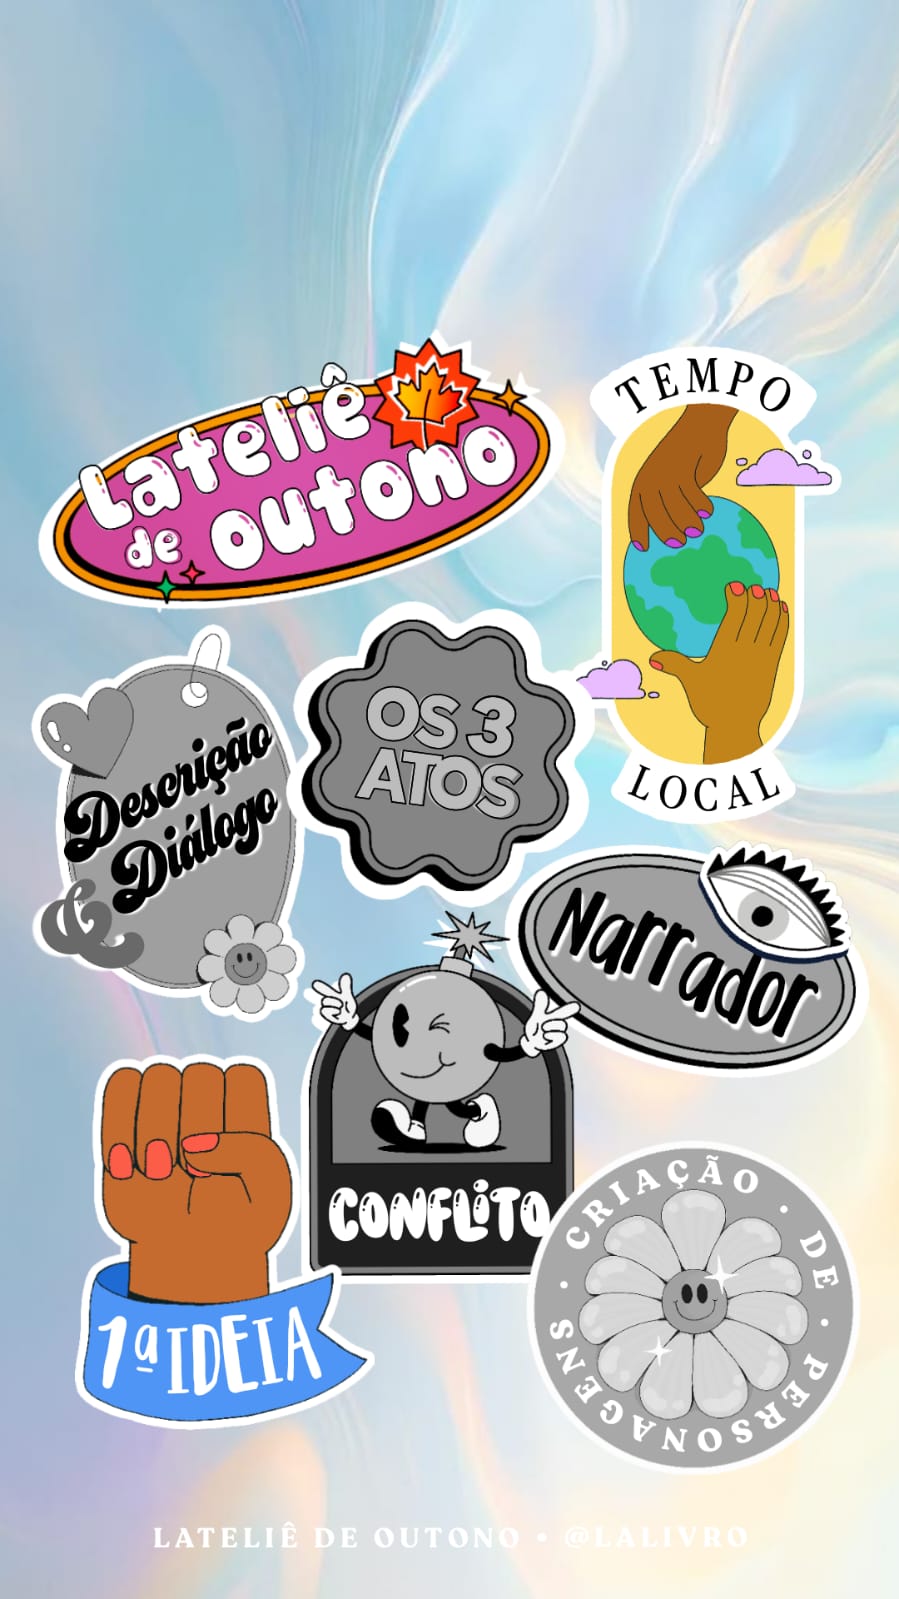 Lateliê
de outono
TEMPO
LOCAL
Descrição
& Diálogo
OS 3
ATOS
Narrador
CONFLITO
1ª IDEIA
CRIAÇÃO · DE · PERSONAGENS ·
LATELIÊ DE OUTONO • @LALIVRO